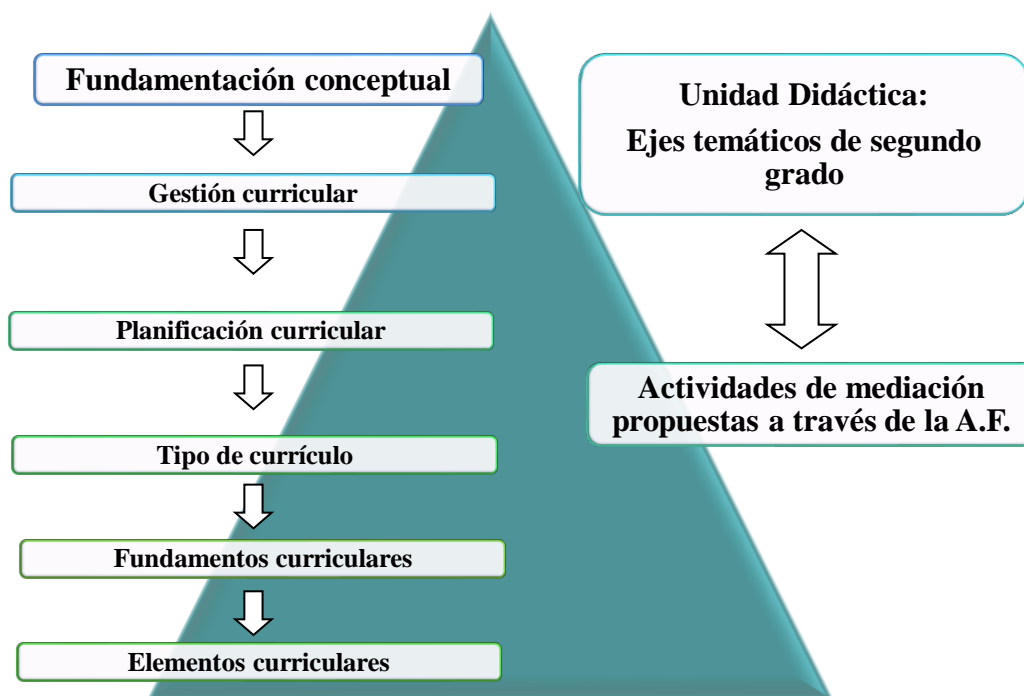 Fundamentación conceptual
Gestión curricular
Planificación curricular
Tipo de currículo
Fundamentos curriculares
Elementos curriculares
Unidad Didáctica:
Ejes temáticos de segundo
grado
Actividades de mediación
propuestas a través de la A.F.